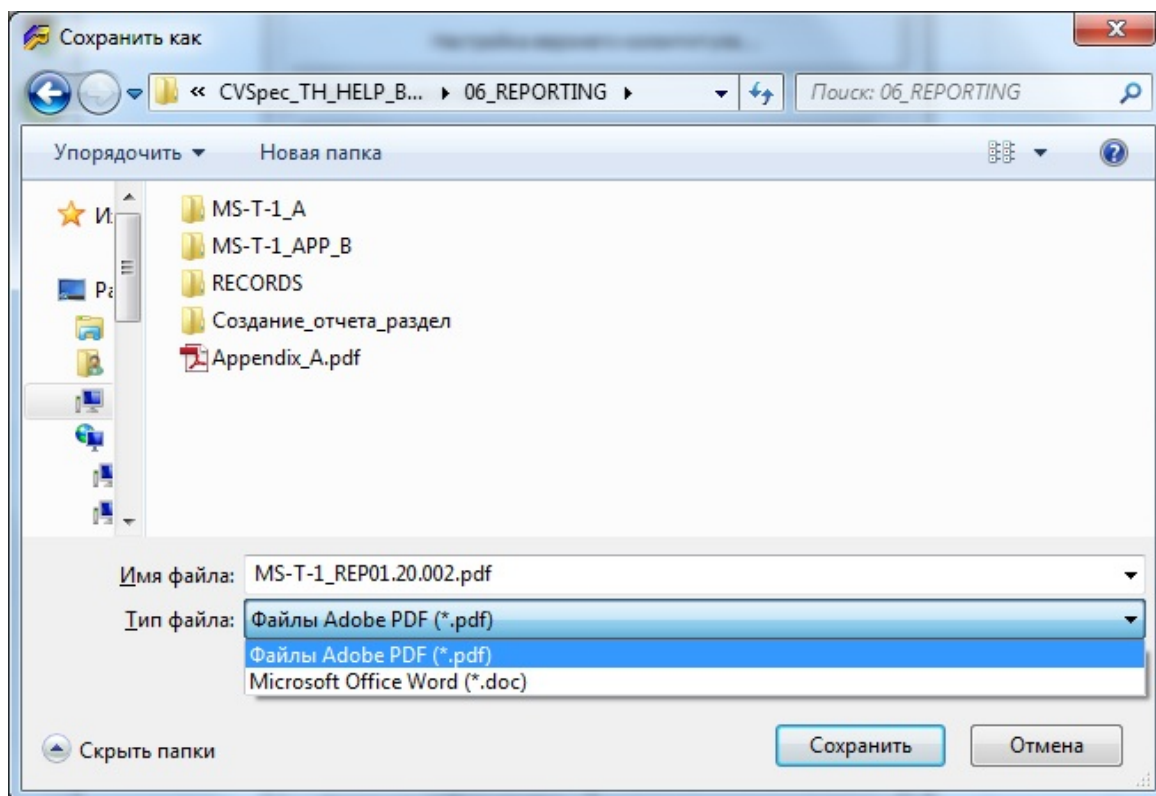 Сохранить как
« CVSpec_TH_HELP_B... 06_REPORTING
Поиск: 06_REPORTING
Упорядочить
Новая папка
MS-T-1_A
MS-T-1_APP_B
RECORDS
Создание_отчета_раздел
Appendix_A.pdf
Из
Ра
Имя файла: MS-T-1_REP01.20.002.pdf
Тип файла: Файлы Adobe PDF (*.pdf)
Файлы Adobe PDF (*.pdf)
Microsoft Office Word (*.doc)
Скрыть папки
Сохранить
Отмена